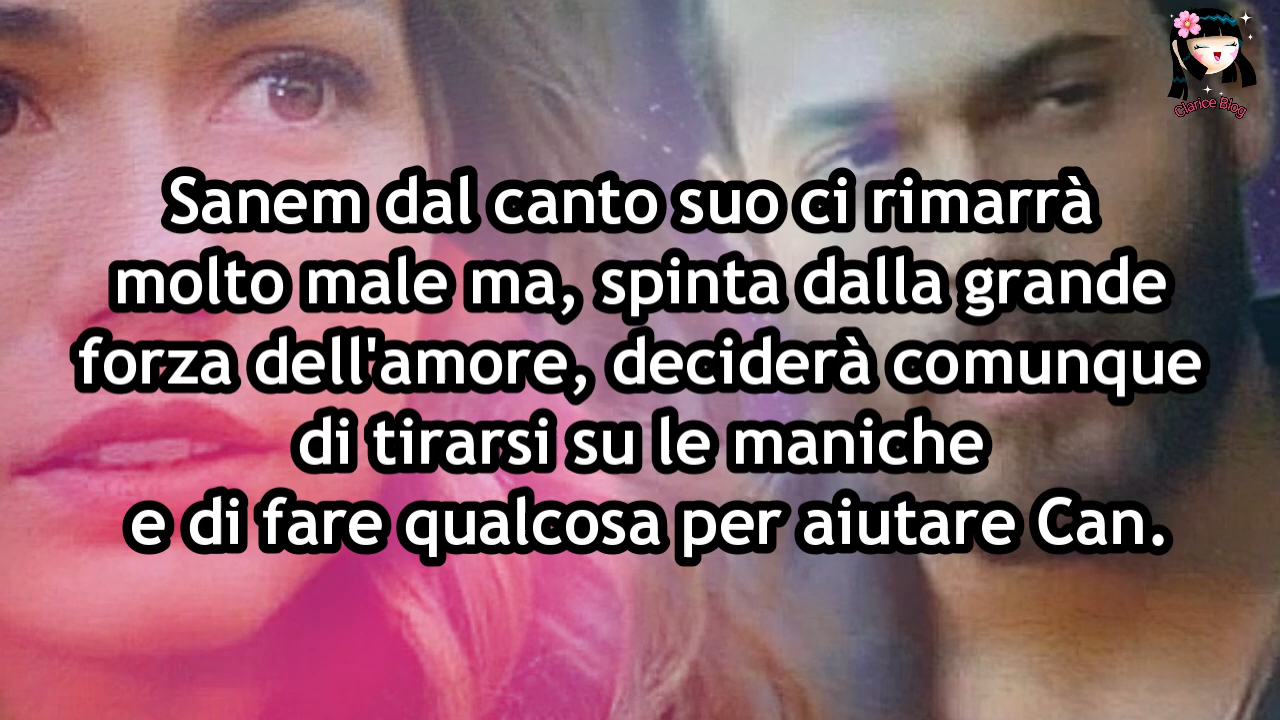 Clarice Blog
Sanem dal canto suo ci rimarrà
molto male ma, spinta dalla grande
forza dell'amore, deciderà comunque
di tirarsi su le maniche
e di fare qualcosa per aiutare Can.